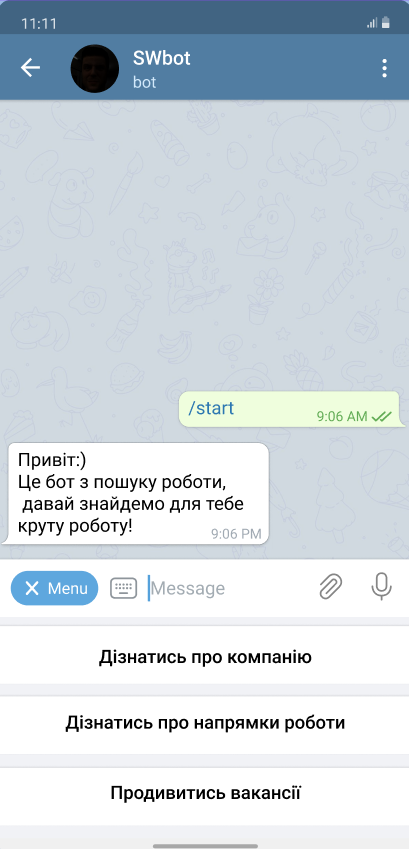 11:11
SWbot
bot
/start
9:06 AM
Привіт:)
Це бот з пошуку роботи,
давай знайдемо для тебе
круту роботу!
9:06 PM
Menu
Message
Дізнатись про компанію
Дізнатись про напрямки роботи
Продивитись вакансії